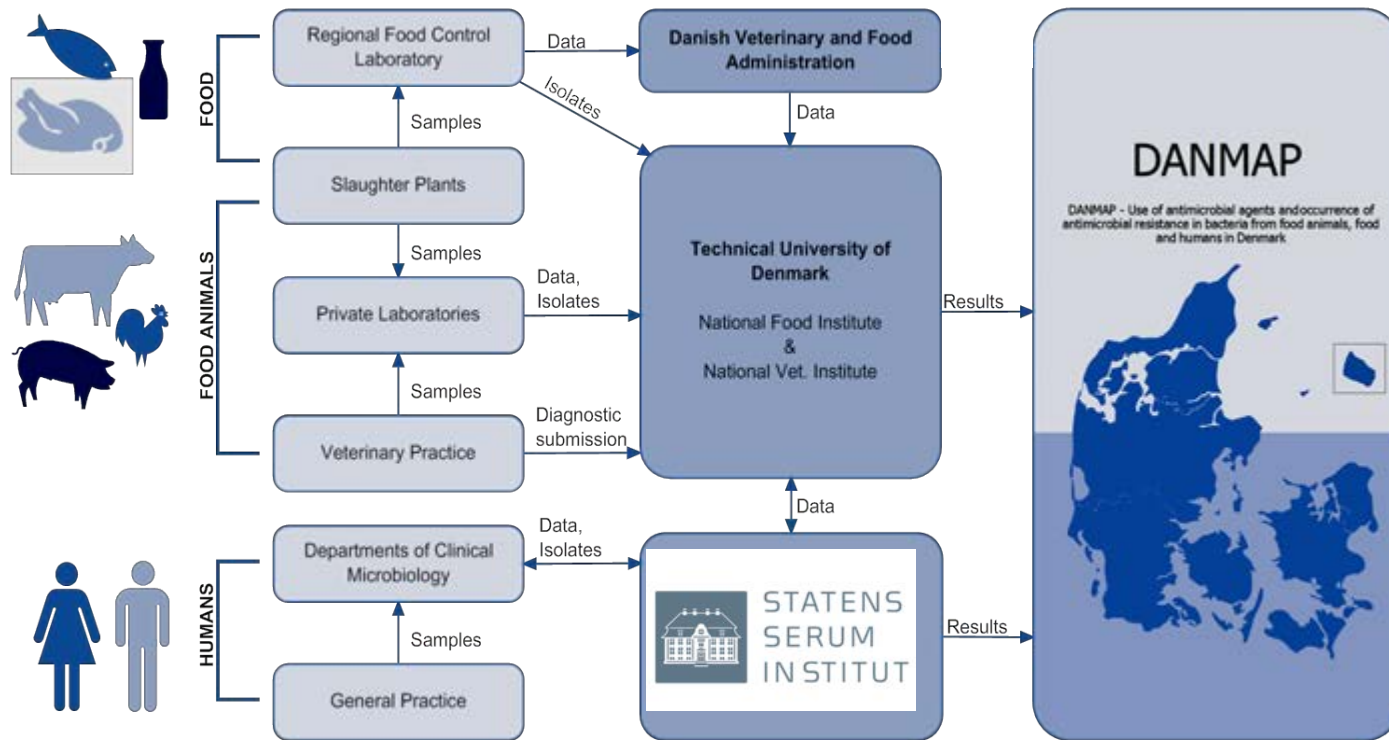 FOOD
Regional Food Control
Laboratory
Data
Danish Veterinary and Food
Administration
Isolates
Data
Samples
Slaughter Plants
FOOD ANIMALS
Samples
Private Laboratories
Data,
Isolates
Technical University of
Denmark
National Food Institute
&
National Vet. Institute
Results
Samples
Veterinary Practice
Diagnostic
submission
Data
HUMANS
Departments of Clinical
Microbiology
Data,
Isolates
Samples
General Practice
STATENS
SERUM
INSTITUT
Results
DANMAP
DANMAP - Use of antimicrobial agents andoccurrence of
antimicrobial resistance in bacteria from food animals, food
and humans in Denmark